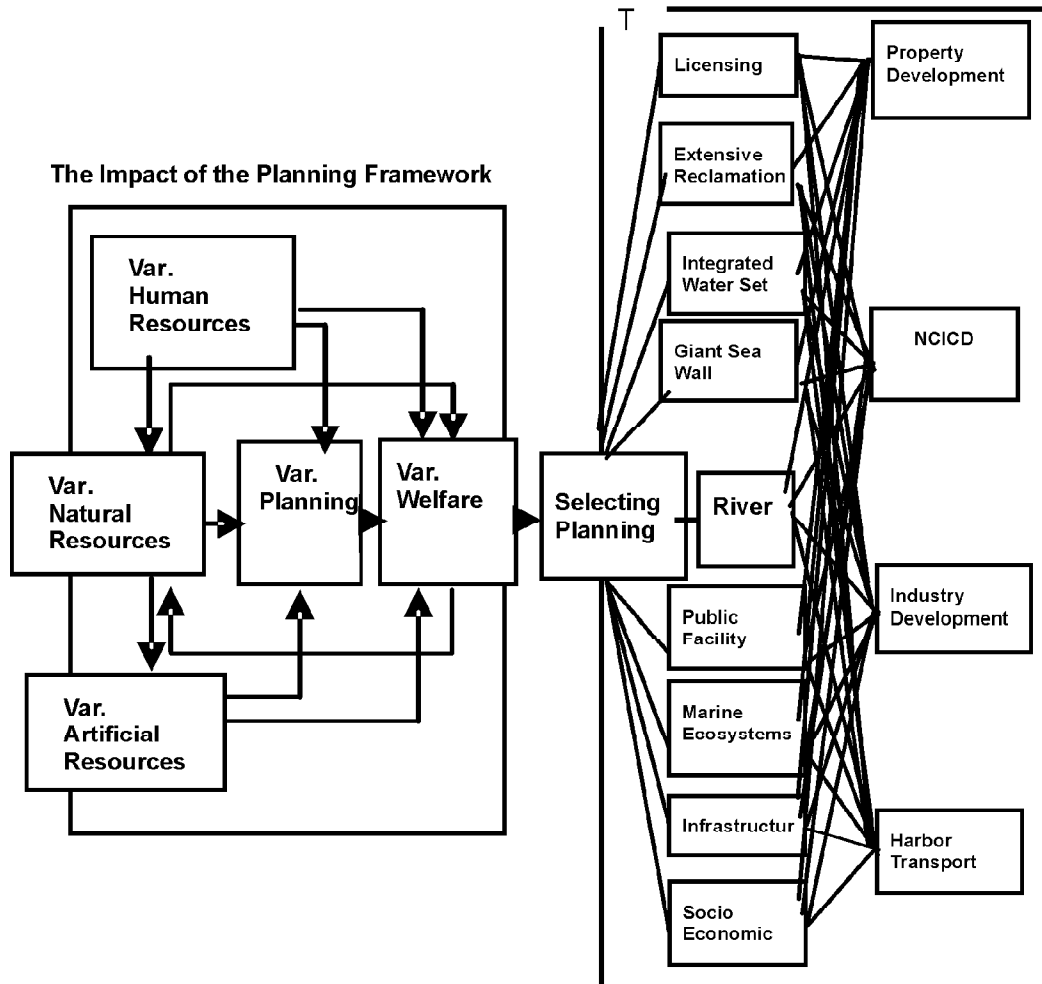 The Impact of the Planning Framework
Var.
Human
Resources
Var.
Natural
Resources
Var.
Planning
Var.
Welfare
Var.
Artificial
Resources
Selecting
Planning
T
Licensing
Extensive
Reclamation
Integrated
Water Set
Giant Sea
Wall
River
Public
Facility
Marine
Ecosystems
Infrastructur
Socio
Economic
Property
Development
NCICD
Industry
Development
Harbor
Transport